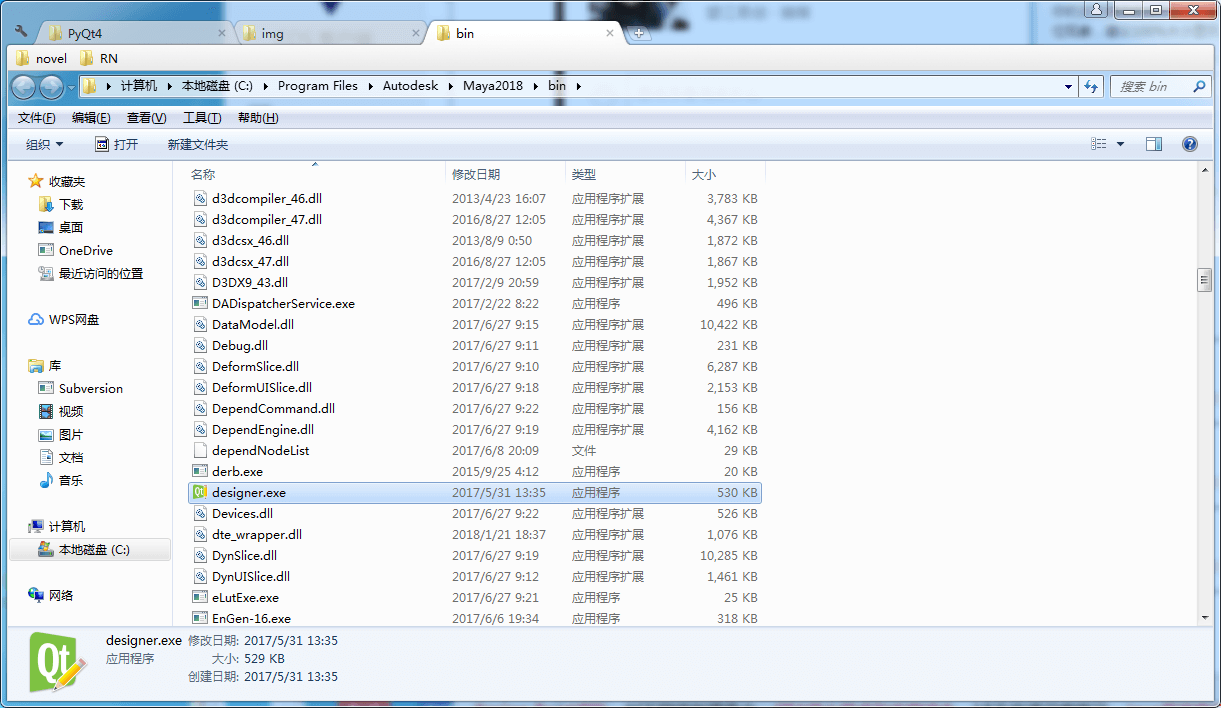 PyQt4 img bin
novel RN
计算机 本地磁盘 (C:) Program Files Autodesk Maya2018 bin 搜索 bin
文件(F) 编辑(E) 查看(V) 工具(T) 帮助(H)
组织 打开 新建文件夹
收藏夹
下载
桌面
OneDrive
最近访问的位置
WPS网盘
库
Subversion
视频
图片
文档
音乐
计算机
本地磁盘 (C:)
网络
名称 修改日期 类型 大小
d3dcompiler_46.dll 2013/4/23 16:07 应用程序扩展 3,783 KB
d3dcompiler_47.dll 2016/8/27 12:05 应用程序扩展 4,367 KB
d3dcsx_46.dll 2013/8/9 0:50 应用程序扩展 1,872 KB
d3dcsx_47.dll 2016/8/27 12:05 应用程序扩展 1,867 KB
D3DX9_43.dll 2017/2/9 20:59 应用程序扩展 1,952 KB
DADispatcherService.exe 2017/2/22 8:22 应用程序 496 KB
DataModel.dll 2017/6/27 9:15 应用程序扩展 10,422 KB
Debug.dll 2017/6/27 9:11 应用程序扩展 231 KB
DeformSlice.dll 2017/6/27 9:10 应用程序扩展 6,287 KB
DeformUISlice.dll 2017/6/27 9:18 应用程序扩展 2,153 KB
DependCommand.dll 2017/6/27 9:22 应用程序扩展 156 KB
DependEngine.dll 2017/6/27 9:19 应用程序扩展 4,162 KB
dependNodeList 2017/6/8 20:09 文件 29 KB
derb.exe 2015/9/25 4:12 应用程序 20 KB
designer.exe 2017/5/31 13:35 应用程序 530 KB
Devices.dll 2017/6/27 9:22 应用程序扩展 526 KB
dte_wrapper.dll 2018/1/21 18:37 应用程序扩展 1,076 KB
DynSlice.dll 2017/6/27 9:19 应用程序扩展 10,285 KB
DynUISlice.dll 2017/6/27 9:12 应用程序扩展 1,461 KB
eLutExe.exe 2017/6/27 9:21 应用程序 25 KB
EnGen-16.exe 2017/6/6 19:34 应用程序 318 KB
Qt
designer.exe 修改日期: 2017/5/31 13:35
应用程序 大小: 529 KB
创建日期: 2017/5/31 13:35